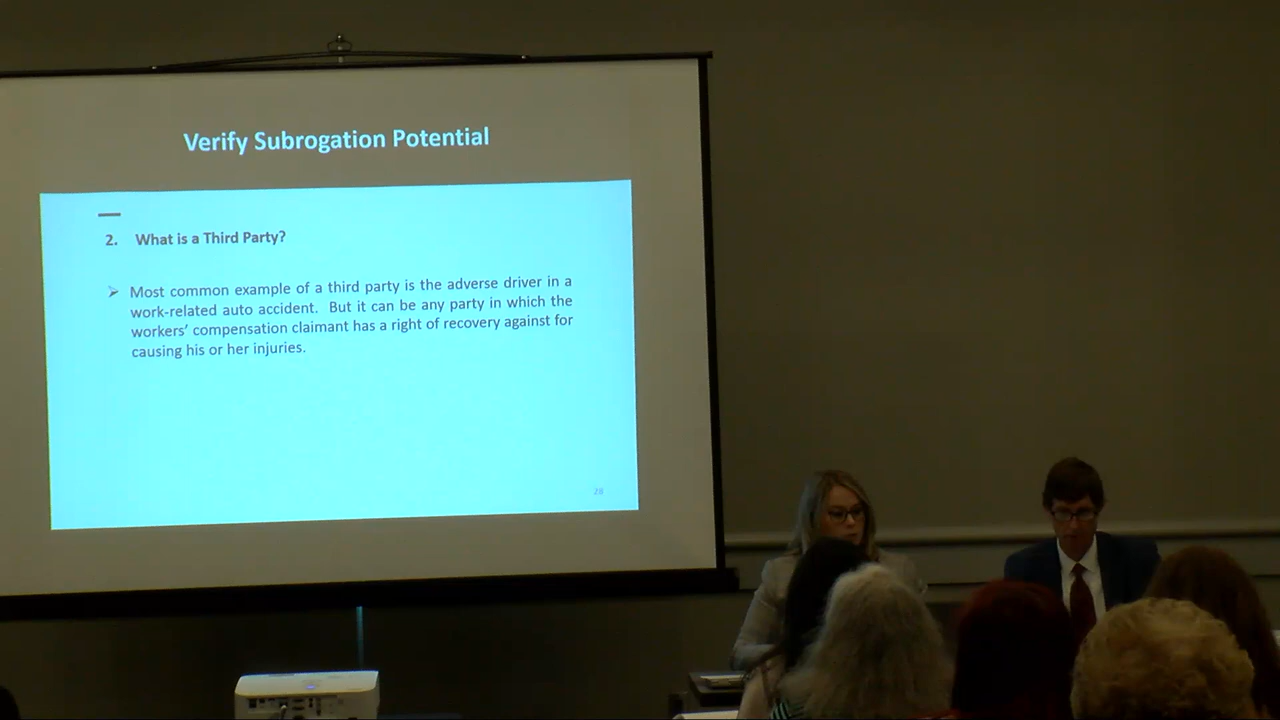 Verify Subrogation Potential
2. What is a Third Party?
➤ Most common example of a third party is the adverse driver in a
work-related auto accident. But it can be any party in which the
workers' compensation claimant has a right of recovery against for
causing his or her injuries.
28